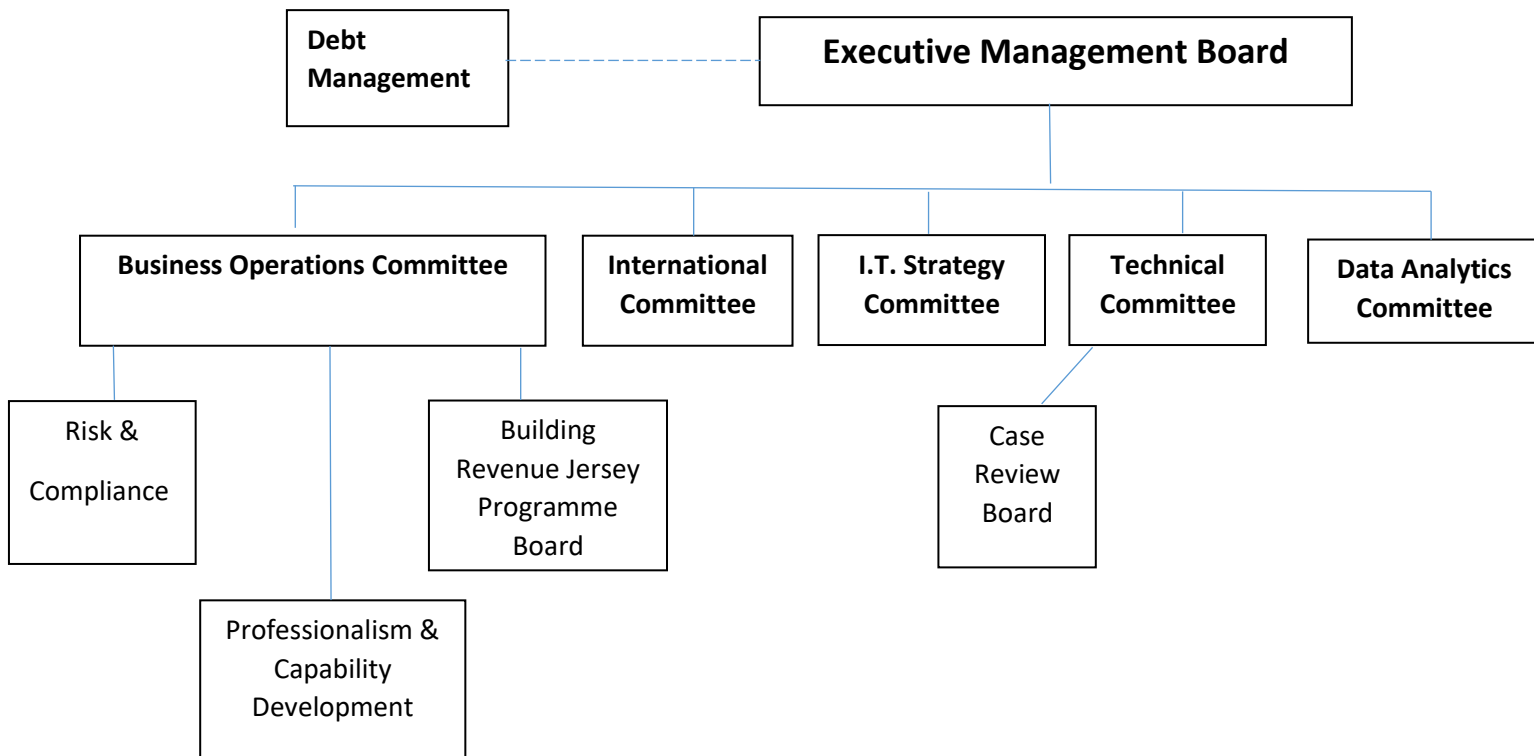 Debt
Management
Executive Management Board
Business Operations Committee
International
Committee
I.T. Strategy
Committee
Technical
Committee
Data Analytics
Committee
Risk &
Compliance
Building
Revenue Jersey
Programme
Board
Case
Review
Board
Professionalism &
Capability
Development